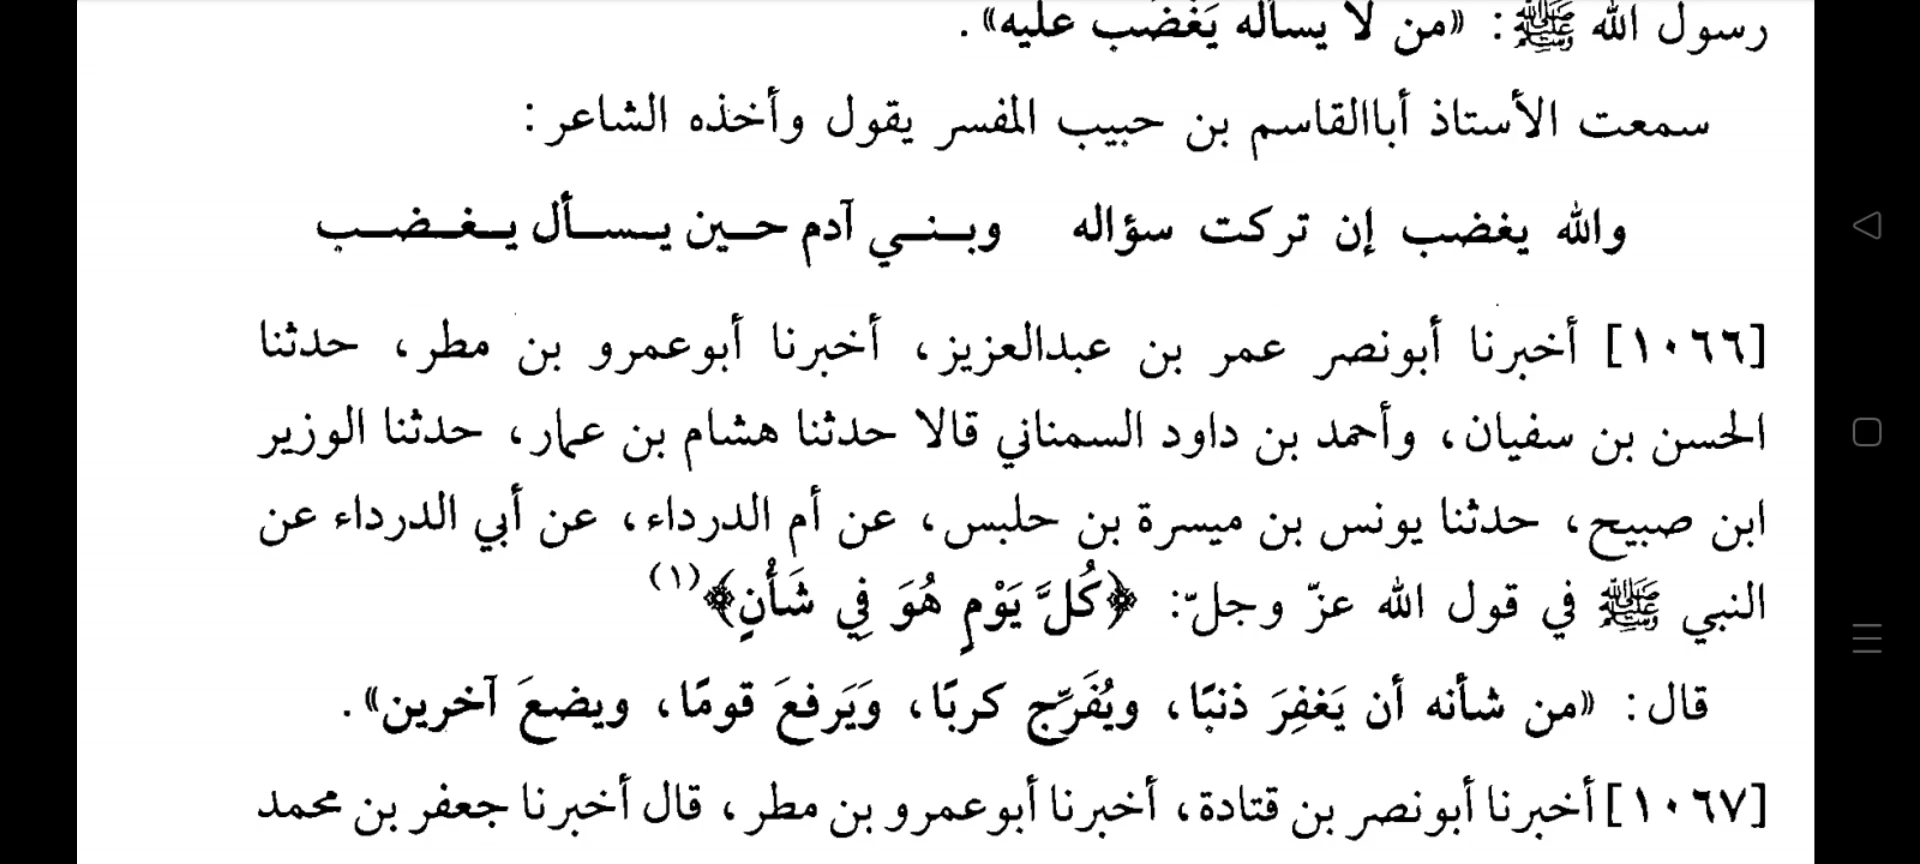 رسول الله ﷺ: «من لا يسأله يَغْضَب عليه».
سمعت الأستاذ أباالقاسم بن حبيب المفسر يقول وأخذه الشاعر:
والله يغضب إن تركت سؤاله وبـنـي آدم حـين يـسـأل يـغـضـب
[١٠٦٦] أخبرنا أبونصر عمر بن عبدالعزيز، أخبرنا أبوعمرو بن مطر، حدثنا
الحسن بن سفيان، وأحمد بن داود السمناني قالا حدثنا هشام بن عمار، حدثنا الوزير
ابن صبيح، حدثنا يونس بن ميسرة بن حلبس، عن أم الدرداء، عن أبي الدرداء عن
النبي ﷺ في قول الله عزّ وجلّ: ﴿كُلَّ يَوْمٍ هُوَ فِي شَأْنٍ﴾(١)
قال: «من شأنه أن يَغفِرَ ذنبًا، ويُفَرِّج كربًا، وَيَرفعَ قومًا، ويضعَ آخرين».
[١٠٦٧] أخبرنا أبونصر بن قتادة، أخبرنا أبوعمرو بن مطر، قال أخبرنا جعفر بن محمد